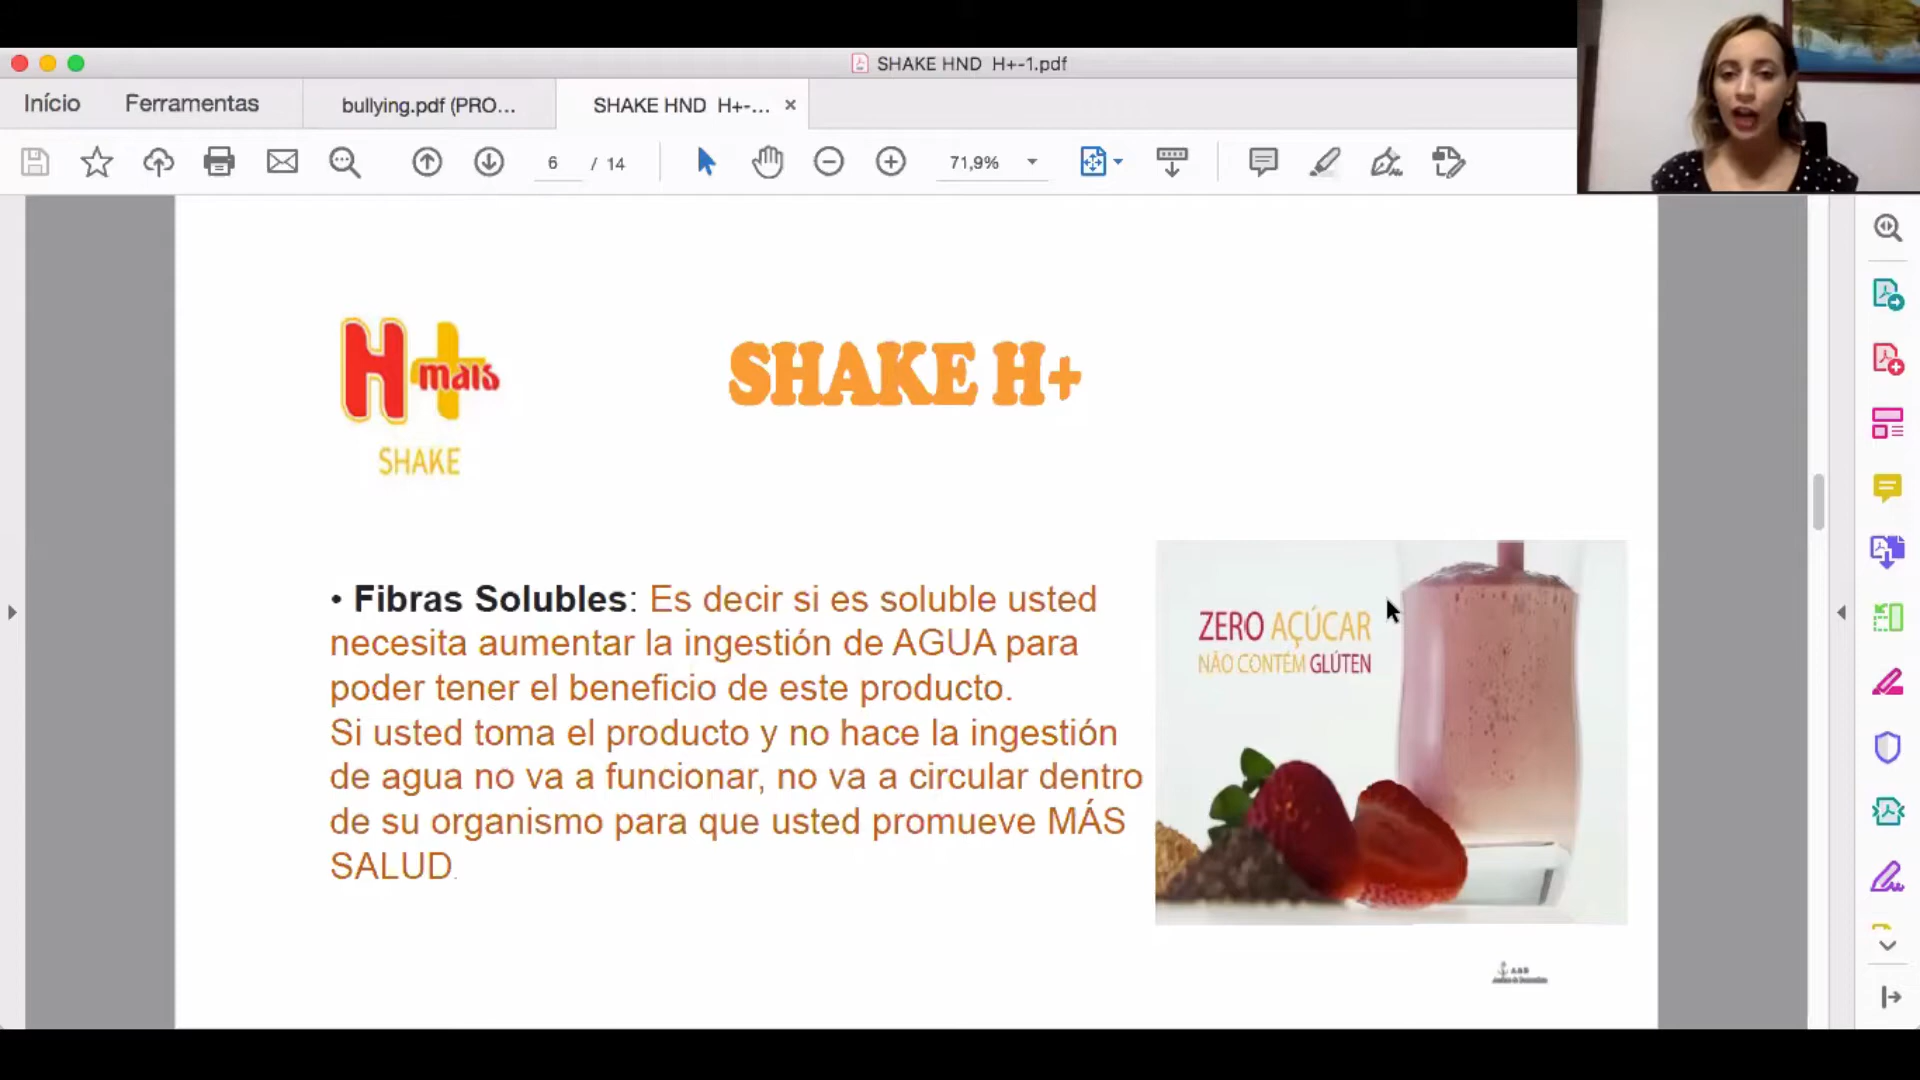 SHAKE HND H+-1.pdf
Início
Ferramentas
bullying.pdf (PRO...
SHAKE HND H+-...
6
/ 14
71,9%
H+ mais
SHAKE
SHAKE H+
• Fibras Solubles: Es decir si es soluble usted
necesita aumentar la ingestión de AGUA para
poder tener el beneficio de este producto.
Si usted toma el producto y no hace la ingestión
de agua no va a funcionar, no va a circular dentro
de su organismo para que usted promueve MÁS
SALUD.
ZERO AÇÚCAR
NÃO CONTÉM GLÚTEN